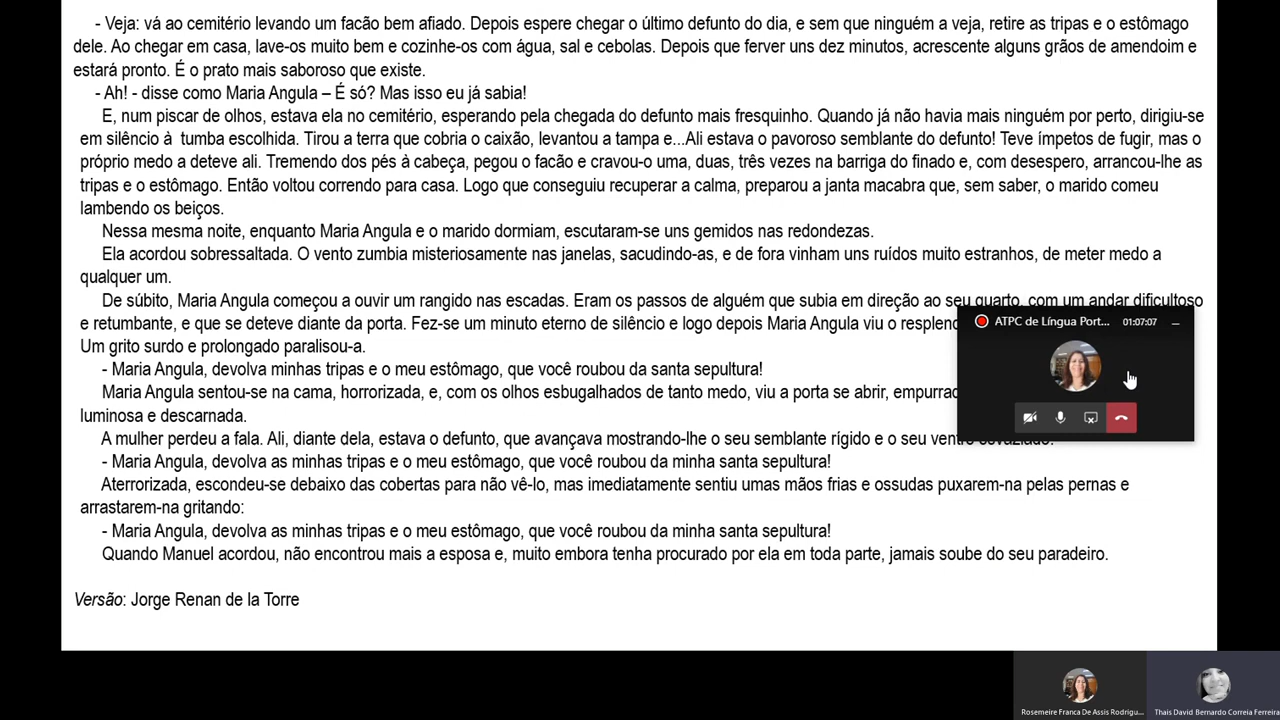 - Veja: vá ao cemitério levando um facão bem afiado. Depois espere chegar o último defunto do dia, e sem que ninguém a veja, retire as tripas e o estômago
dele. Ao chegar em casa, lave-os muito bem e cozinhe-os com água, sal e cebolas. Depois que ferver uns dez minutos, acrescente alguns grãos de amendoim e
estará pronto. É o prato mais saboroso que existe.
- Ah! - disse como Maria Angula – É só? Mas isso eu já sabia!
E, num piscar de olhos, estava ela no cemitério, esperando pela chegada do defunto mais fresquinho. Quando já não havia mais ninguém por perto, dirigiu-se
em silêncio à tumba escolhida. Tirou a terra que cobria o caixão, levantou a tampa e...Ali estava o pavoroso semblante do defunto! Teve ímpetos de fugir, mas o
próprio medo a deteve ali. Tremendo dos pés à cabeça, pegou o facão e cravou-o uma, duas, três vezes na barriga do finado e, com desespero, arrancou-lhe as
tripas e o estômago. Então voltou correndo para casa. Logo que conseguiu recuperar a calma, preparou a janta macabra que, sem saber, o marido comeu
lambendo os beiços.
Nessa mesma noite, enquanto Maria Angula e o marido dormiam, escutaram-se uns gemidos nas redondezas.
Ela acordou sobressaltada. O vento zumbia misteriosamente nas janelas, sacudindo-as, e de fora vinham uns ruídos muito estranhos, de meter medo a
qualquer um.
De súbito, Maria Angula começou a ouvir um rangido nas escadas. Eram os passos de alguém que subia em direção ao seu quarto, com um andar dificultoso
e retumbante, e que se deteve diante da porta. Fez-se um minuto eterno de silêncio e logo depois Maria Angula viu o
Um grito surdo e prolongado paralisou-a.
- Maria Angula, devolva minhas tripas e o meu estômago, que você roubou da santa sepultura!
Maria Angula sentou-se na cama, horrorizada, e, com os olhos esbugalhados de tanto medo, viu a porta se abrir,
luminosa e descarnada.
A mulher perdeu a fala. Ali, diante dela, estava o defunto, que avançava mostrando-lhe o seu semblante rígido e o seu ventre esvaziado.
- Maria Angula, devolva as minhas tripas e o meu estômago, que você roubou da minha santa sepultura!
Aterrorizada, escondeu-se debaixo das cobertas para não vê-lo, mas imediatamente sentiu umas mãos frias e ossudas puxarem-na pelas pernas e
arrastarem-na gritando:
- Maria Angula, devolva as minhas tripas e o meu estômago, que você roubou da minha santa sepultura!
Quando Manuel acordou, não encontrou mais a esposa e, muito embora tenha procurado por ela em toda parte, jamais soube do seu paradeiro.
Versão: Jorge Renan de la Torre
ATPC de Língua Port... 01:07:07
Rosemeire Franca De Assis Rodrigu...
Thais David Bernardo Correia Ferreira